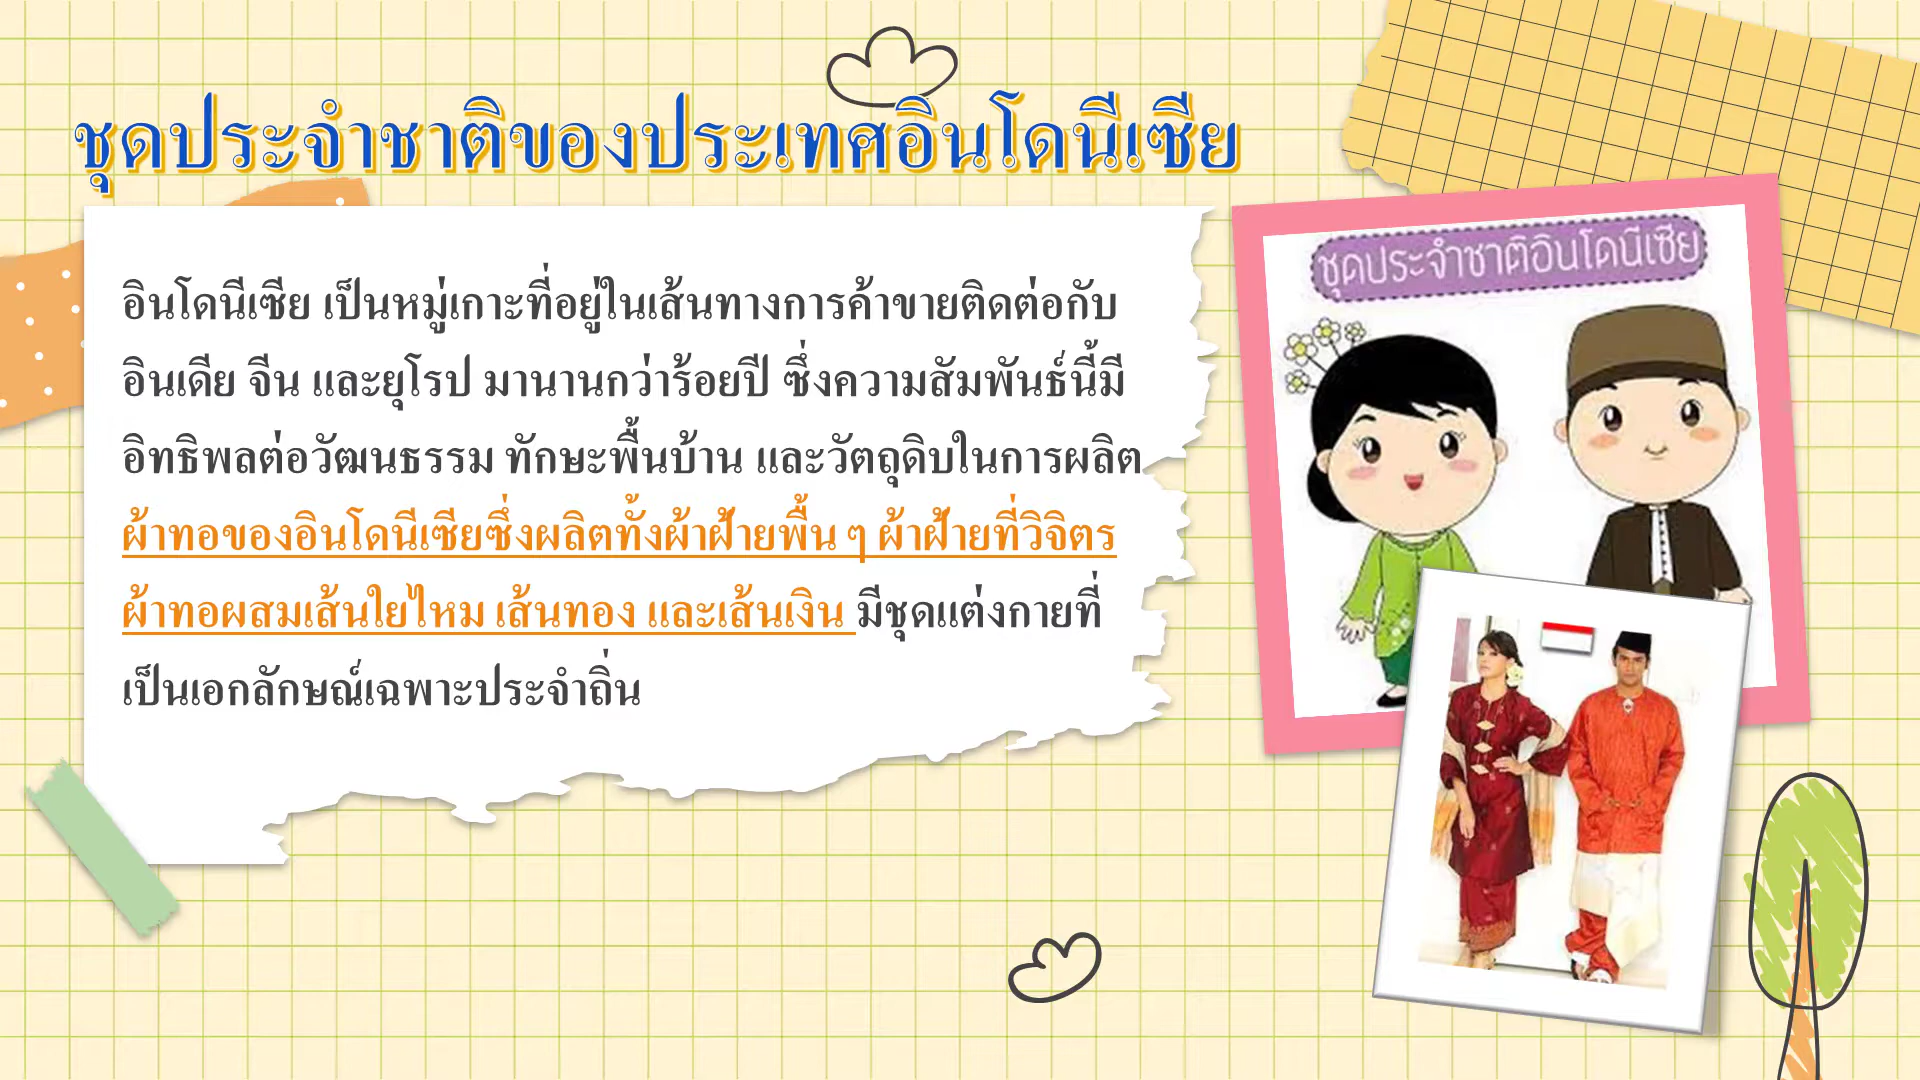 ชุดประจำชาติของประเทศอินโดนีเซีย
อินโดนีเซีย เป็นหมู่เกาะที่อยู่ในเส้นทางการค้าขายติดต่อกับ
อินเดีย จีน และยุโรป มานานกว่าร้อยปี ซึ่งความสัมพันธ์นี้มี
อิทธิพลต่อวัฒนธรรม ทักษะพื้นบ้าน และวัตถุดิบในการผลิต
ผ้าทอของอินโดนีเซียซึ่งผลิตทั้งผ้าฝ้ายพื้น ๆ ผ้าฝ้ายที่วิจิตร
ผ้าทอผสมเส้นใยไหม เส้นทอง และเส้นเงิน มีชุดแต่งกายที่
เป็นเอกลักษณ์เฉพาะประจำถิ่น
ชุดประจำชาติอินโดนีเซีย